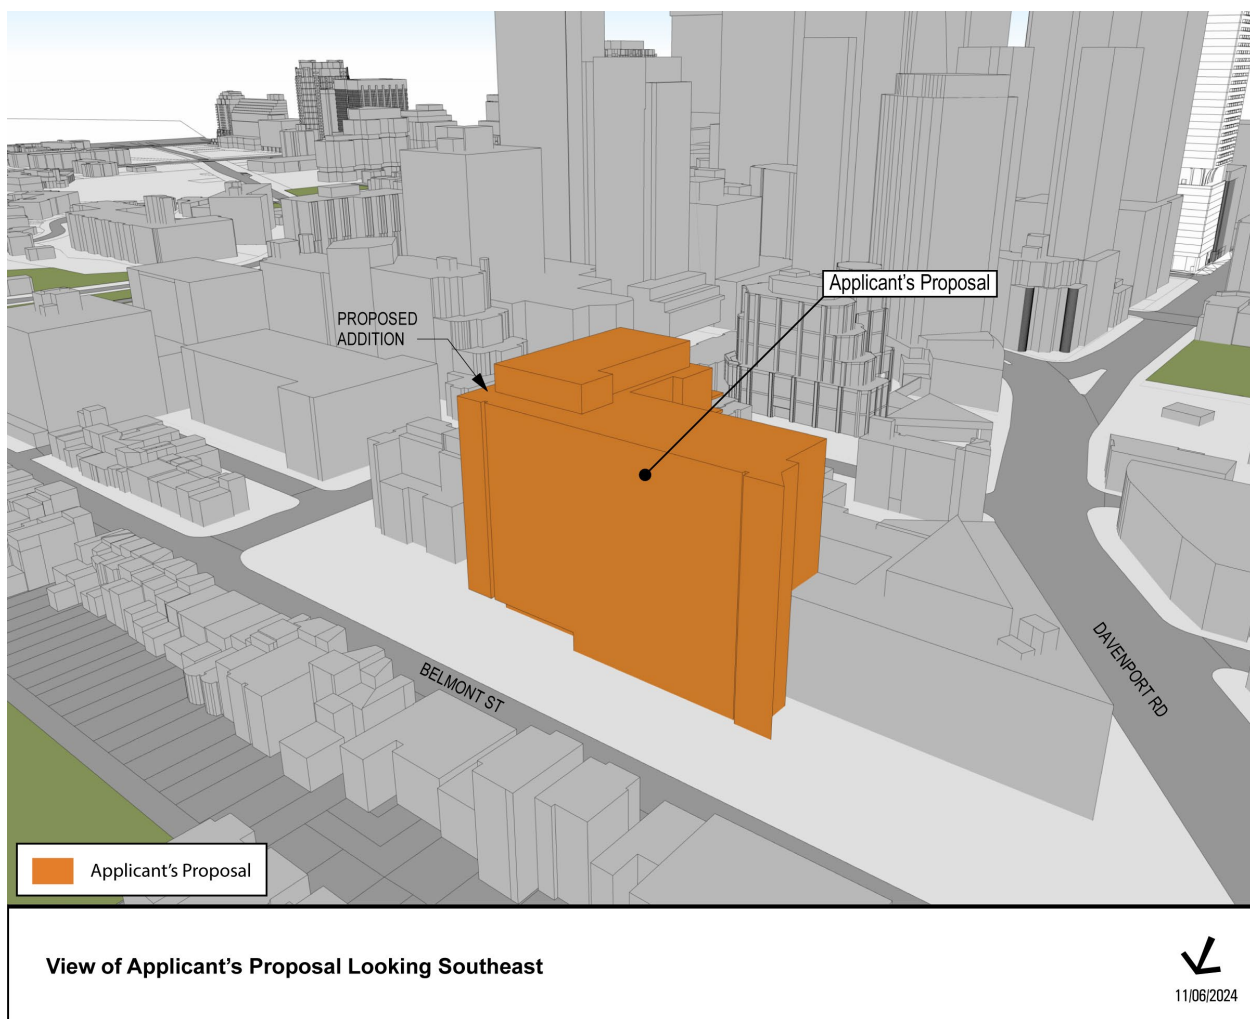 Applicant's Proposal
PROPOSED
ADDITION
BELMONT ST
DAVENPORT RD
Applicant's Proposal
View of Applicant's Proposal Looking Southeast
11/06/2024